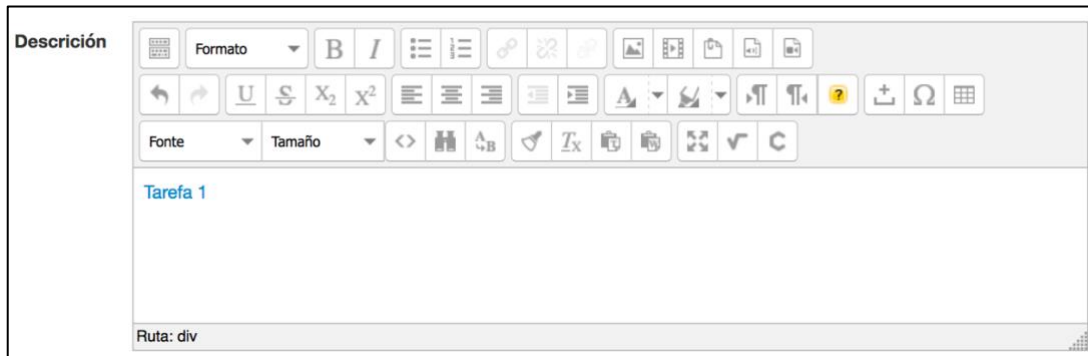 Descrición
Formato
Fonte Tamaño
Tarefa 1
Ruta: div